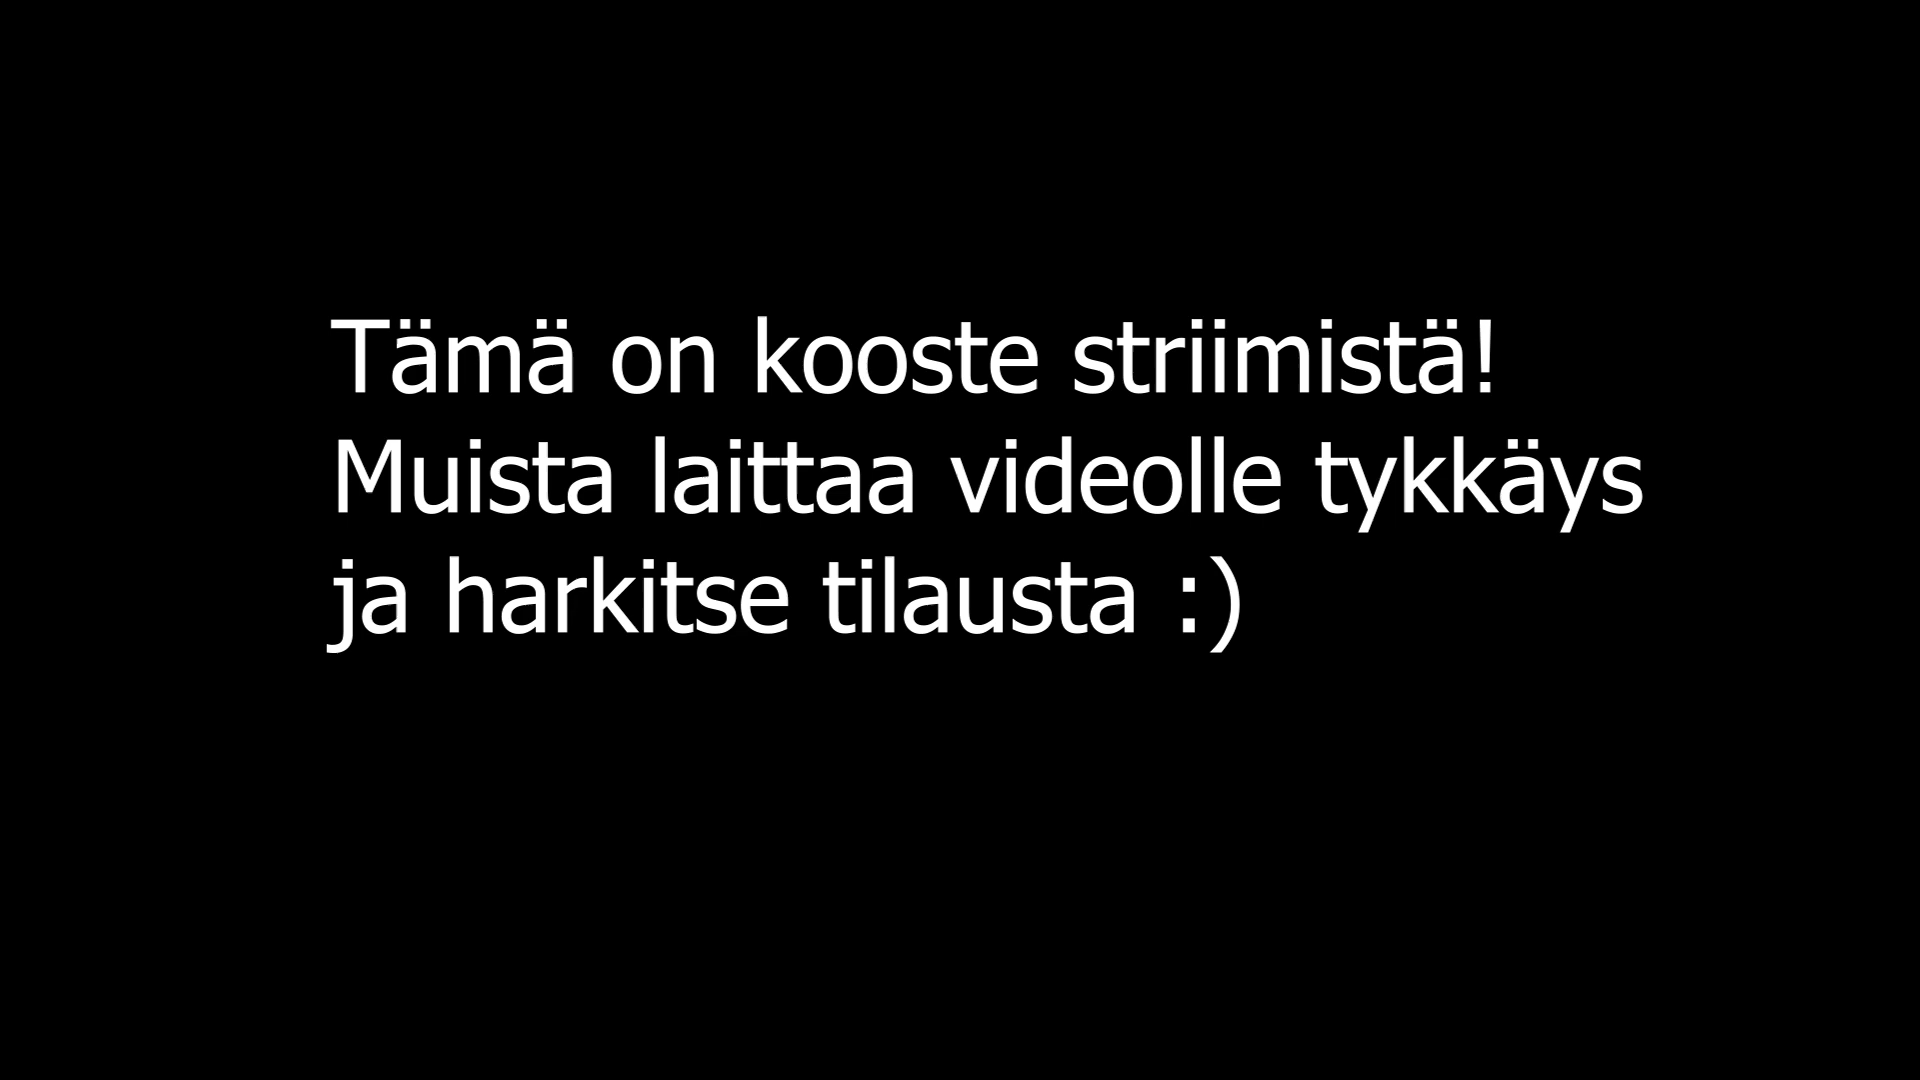 Tämä on kooste striimistä!
Muista laittaa videolle tykkäys
ja harkitse tilausta :)